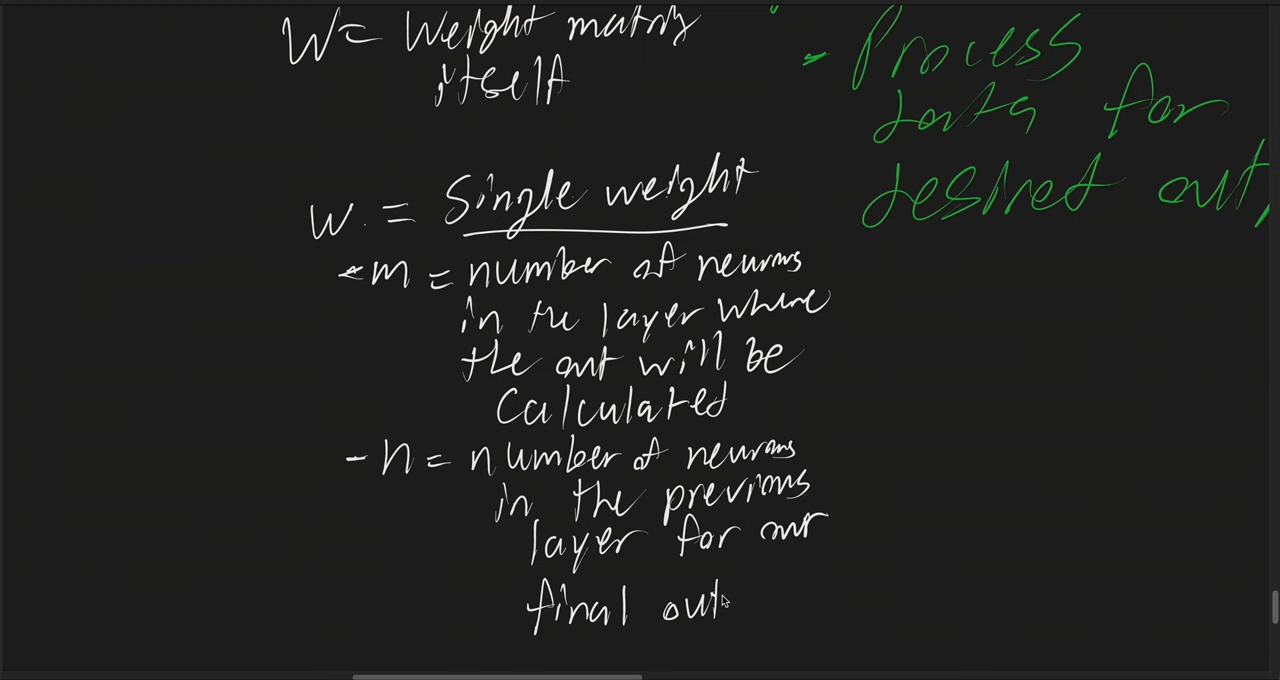 W= Weight matrix
itself
w. = Single weight
- m = number of neurons
in the layer where
the out will be
Calculated
- n = number of neurons
in the previous
layer for our
final out
- Process
data for
desired out,